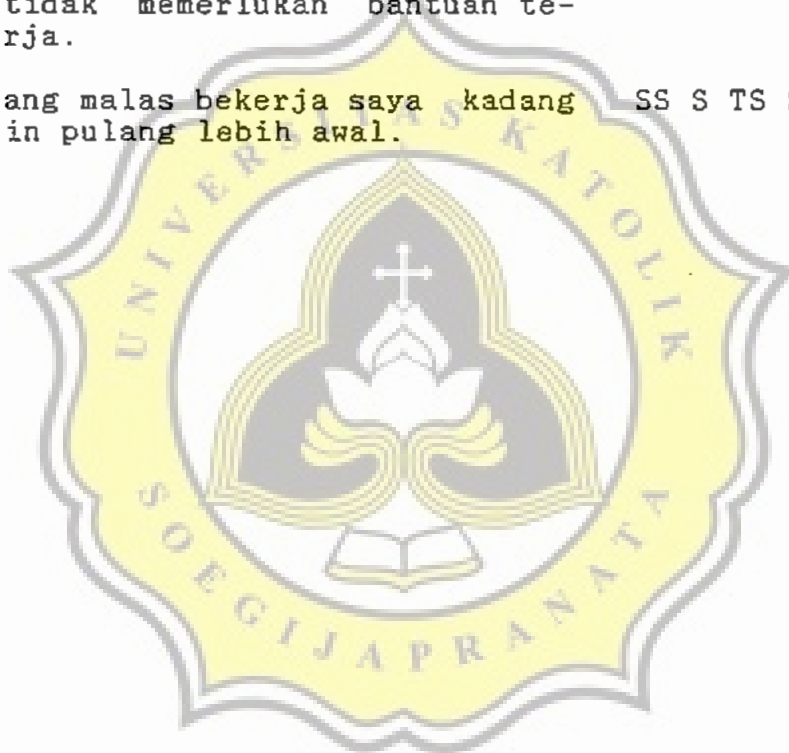 tidak memerlukan bantuan te-
rja.
ang malas bekerja saya kadang SS S TS
in pulang lebih awal.
UNIVERSITAS KATOLIK
SOEGIJAPRANATA